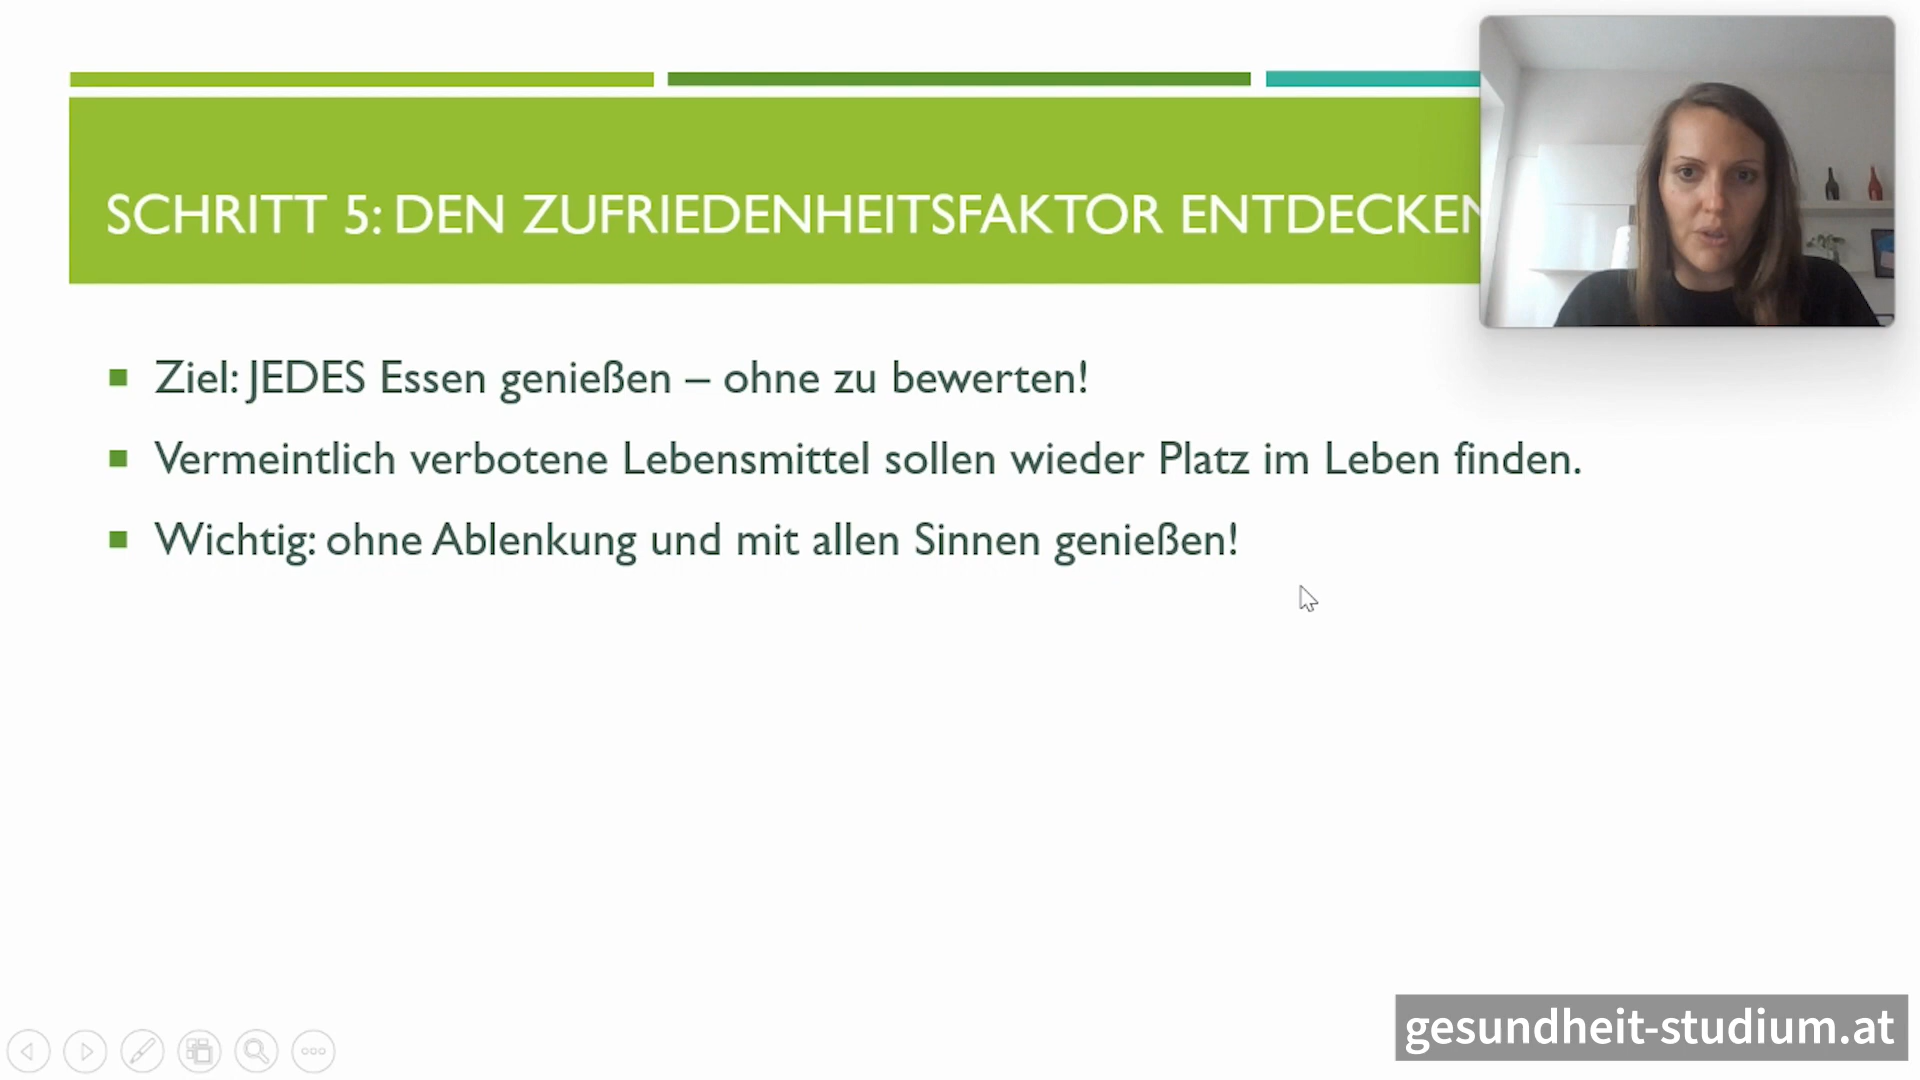 SCHRITT 5: DEN ZUFRIEDENHEITSFAKTOR ENTDECKEN
Ziel: JEDES Essen genießen – ohne zu bewerten!
Vermeintlich verbotene Lebensmittel sollen wieder Platz im Leben finden.
Wichtig: ohne Ablenkung und mit allen Sinnen genießen!
gesundheit-studium.at